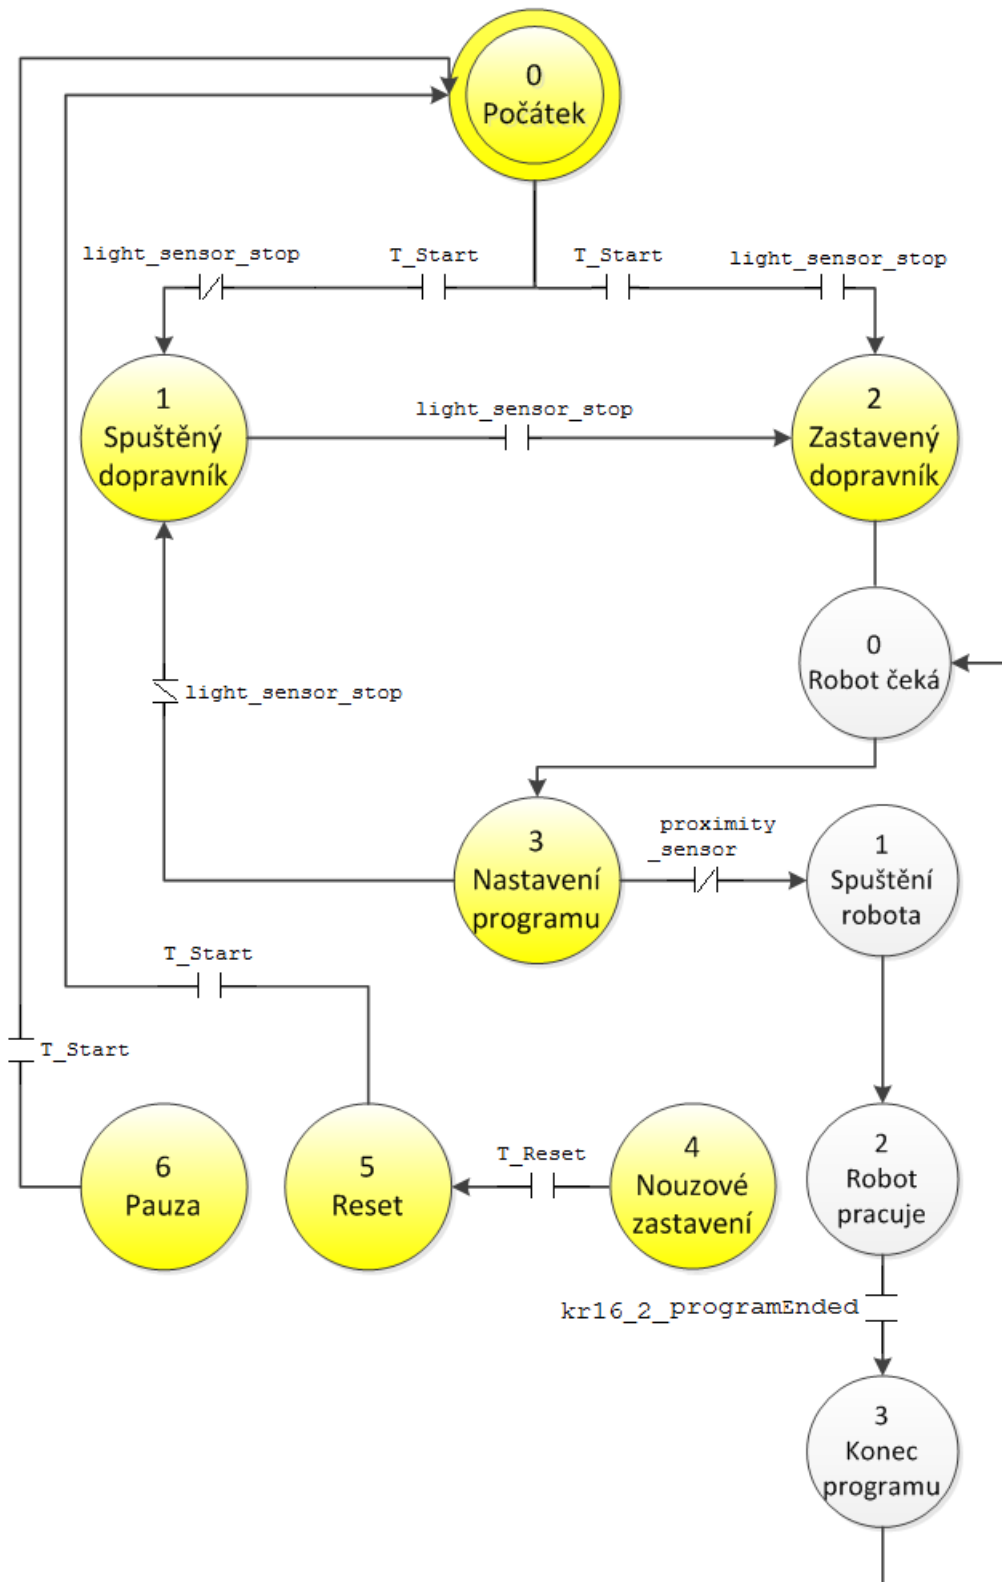 0
Počátek
light_sensor_stop
T_Start
T_Start
light_sensor_stop
1
Spuštěný
dopravník
light_sensor_stop
2
Zastavený
dopravník
0
Robot čeká
light_sensor_stop
3
Nastavení
programu
proximity
_sensor
1
Spuštění
robota
T_Start
T_Start
6
Pauza
5
Reset
T_Reset
4
Nouzové
zastavení
2
Robot
pracuje
kr16_2_programEnded
3
Konec
programu